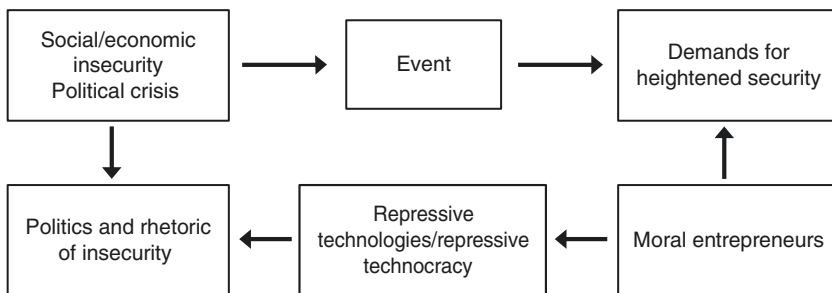 Social/economic
insecurity
Political crisis
Event
Demands for
heightened security
Politics and rhetoric
of insecurity
Repressive
technologies/repressive
technocracy
Moral entrepreneurs